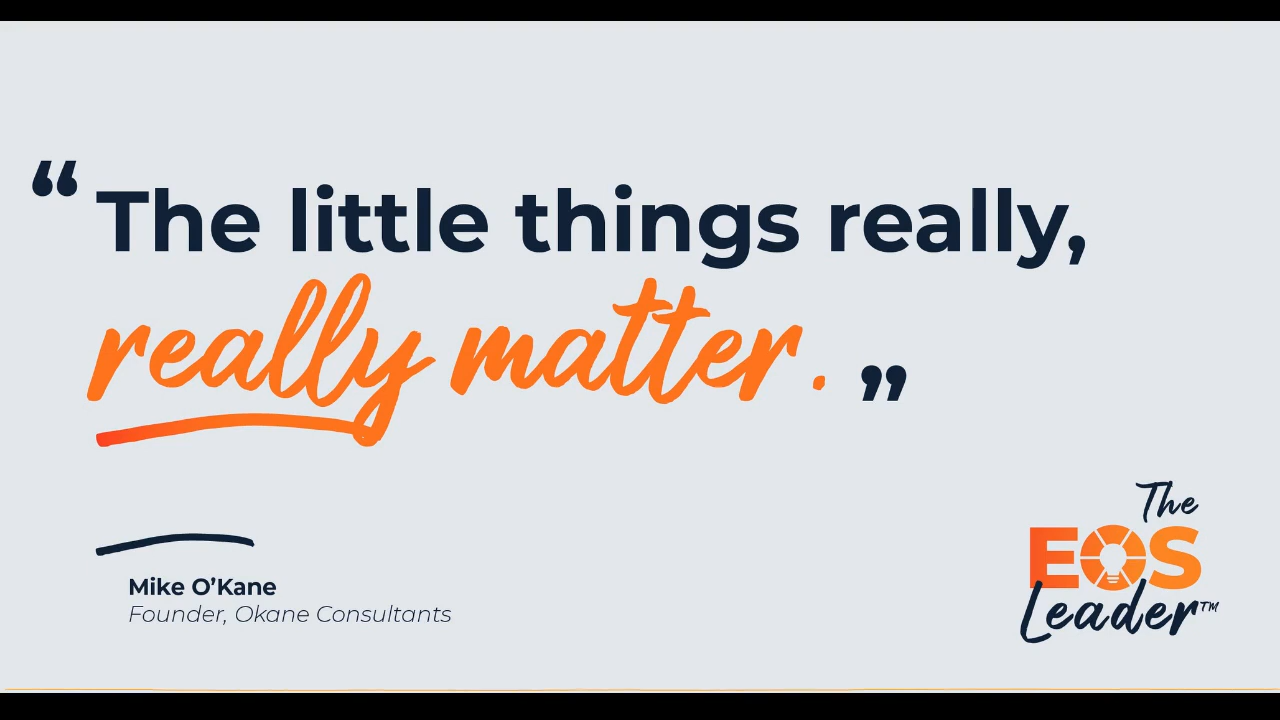 “The little things really,
really matter.”
Mike O’Kane
Founder, Okane Consultants
The
EOS
Leader™